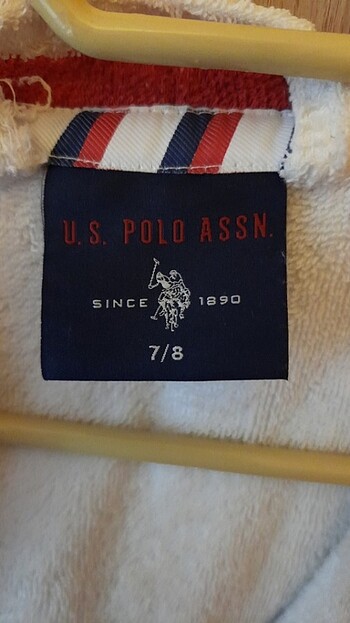 U.S. POLO ASSN.
SINCE 1890
7/8